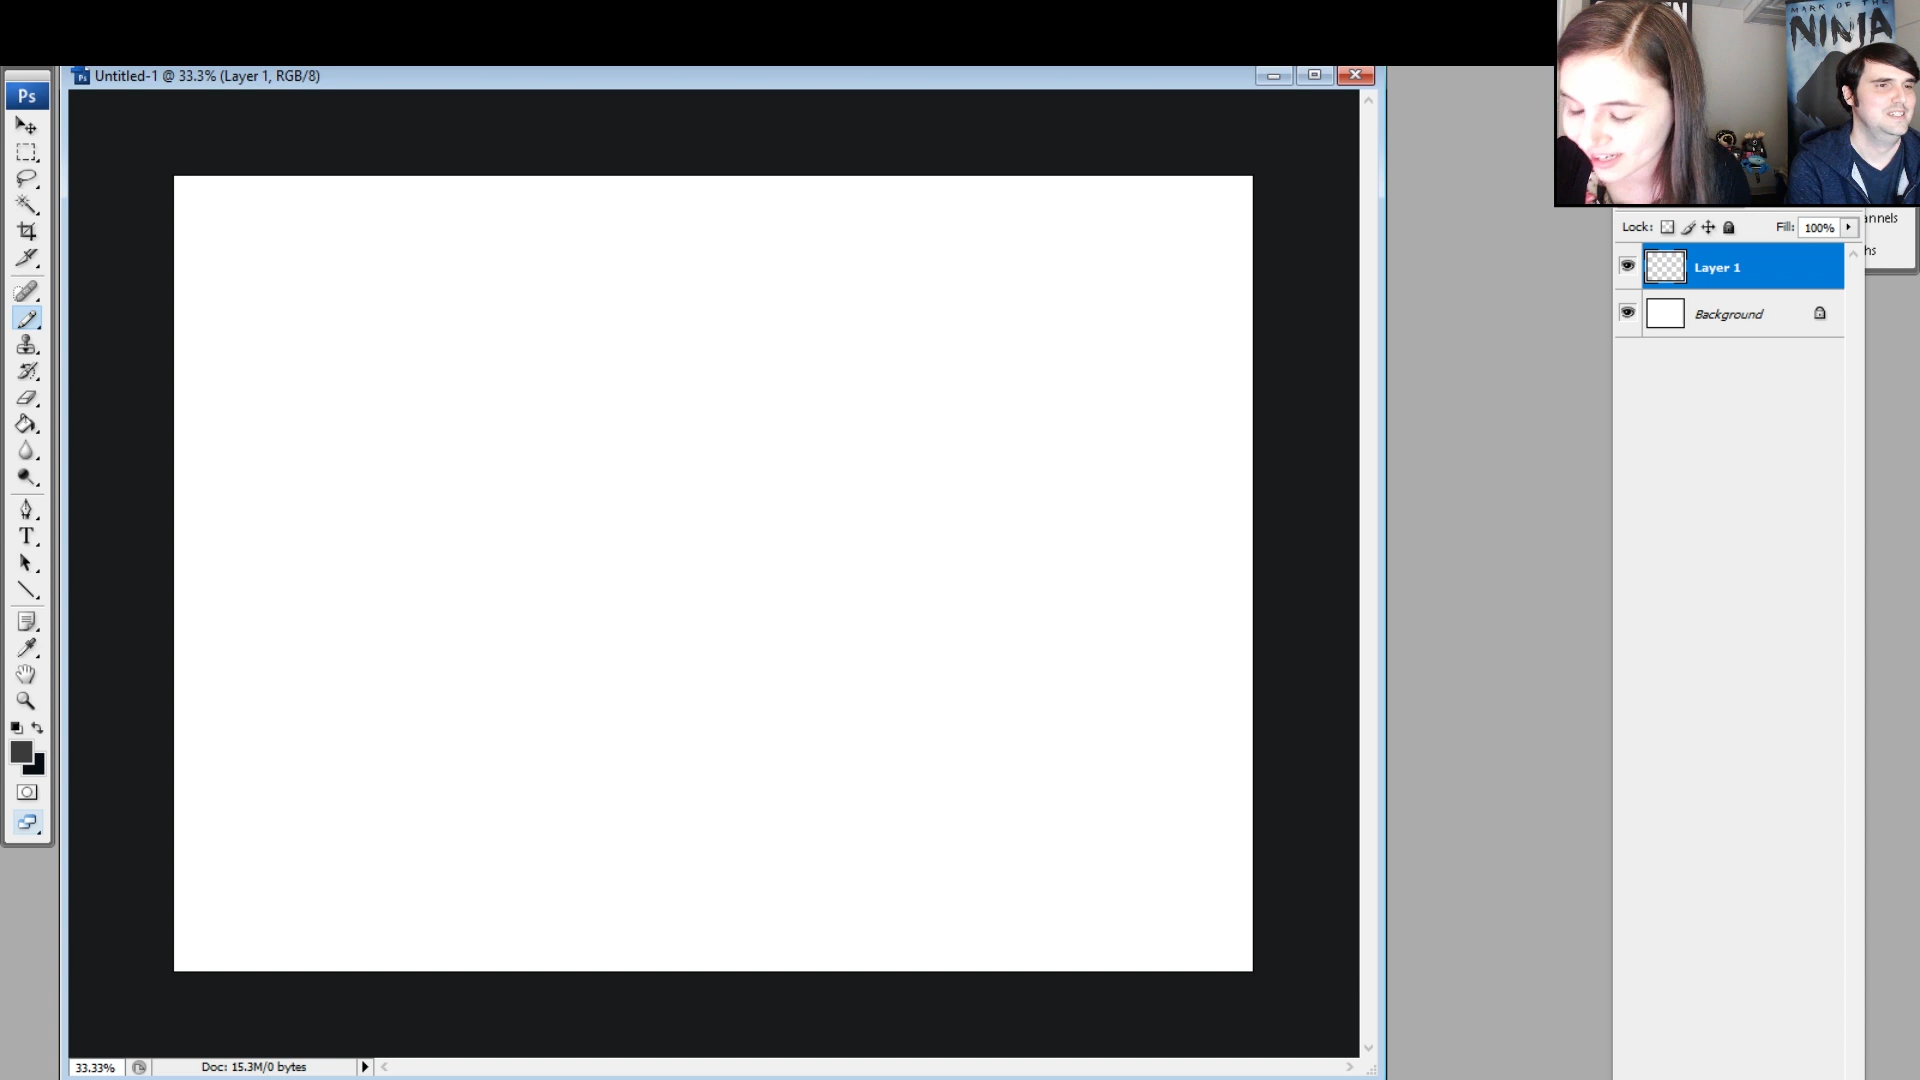 Untitled-1 @ 33.3% (Layer 1, RGB/8)
Ps
MARK OF THE
NINJA
annels
Lock:
Fill: 100%
hs
Layer 1
Background
T
33.33%
Doc: 15.3M/0 bytes